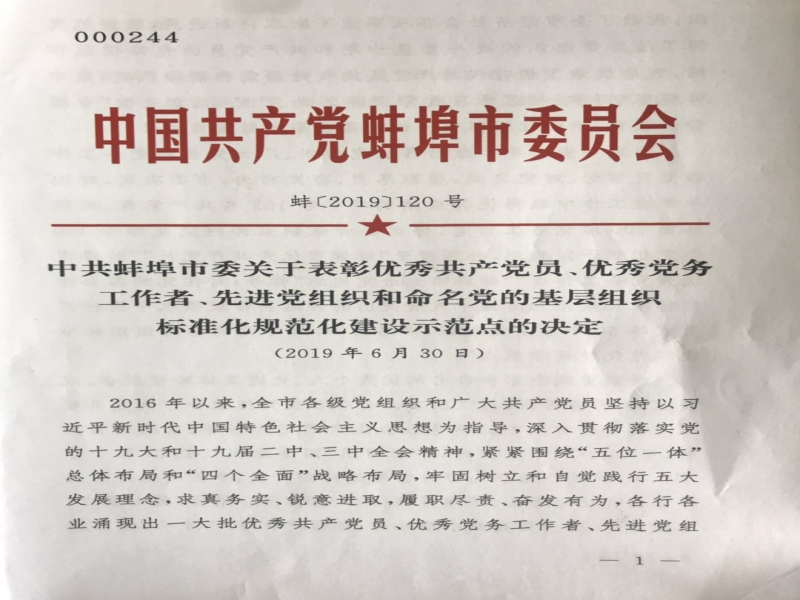 000244
中国共产党蚌埠市委员会
蚌〔2019〕120 号
中共蚌埠市委关于表彰优秀共产党员、优秀党务
工作者、先进党组织和命名党的基层组织
标准化规范化建设示范点的决定
（2019 年 6 月 30 日）
2016 年以来，全市各级党组织和广大共产党员坚持以习
近平新时代中国特色社会主义思想为指导，深入贯彻落实党
的十九大和十九届二中、三中全会精神，紧紧围绕“五位一体”
总体布局和“四个全面”战略布局，牢固树立和自觉践行五大
发展理念，求真务实、锐意进取，履职尽责、奋发有为，各行各
业涌现出一大批优秀共产党员、优秀党务工作者、先进党组
— 1 —